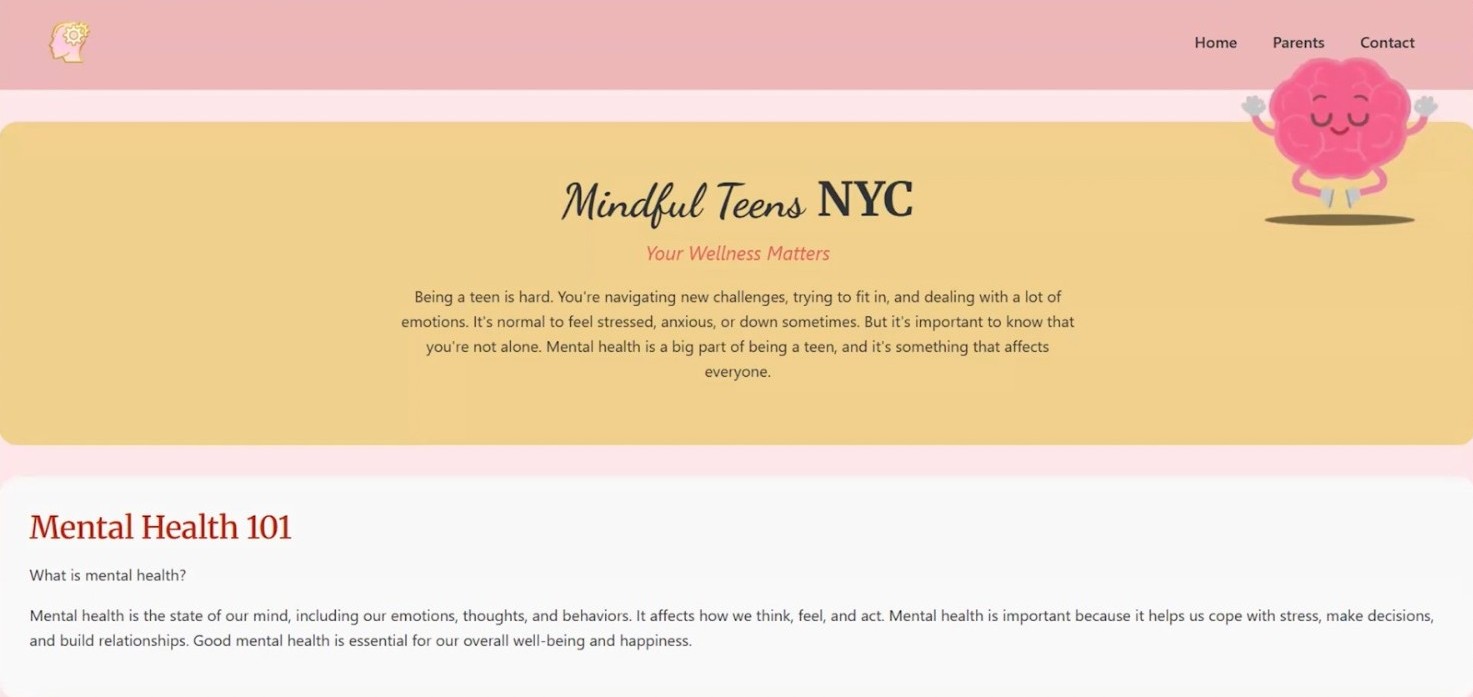 Home Parents Contact
Mindful Teens NYC
Your Wellness Matters
Being a teen is hard. You're navigating new challenges, trying to fit in, and dealing with a lot of
emotions. It's normal to feel stressed, anxious, or down sometimes. But it's important to know that
you're not alone. Mental health is a big part of being a teen, and it's something that affects
everyone.
Mental Health 101
What is mental health?
Mental health is the state of our mind, including our emotions, thoughts, and behaviors. It affects how we think, feel, and act. Mental health is important because it helps us cope with stress, make decisions,
and build relationships. Good mental health is essential for our overall well-being and happiness.